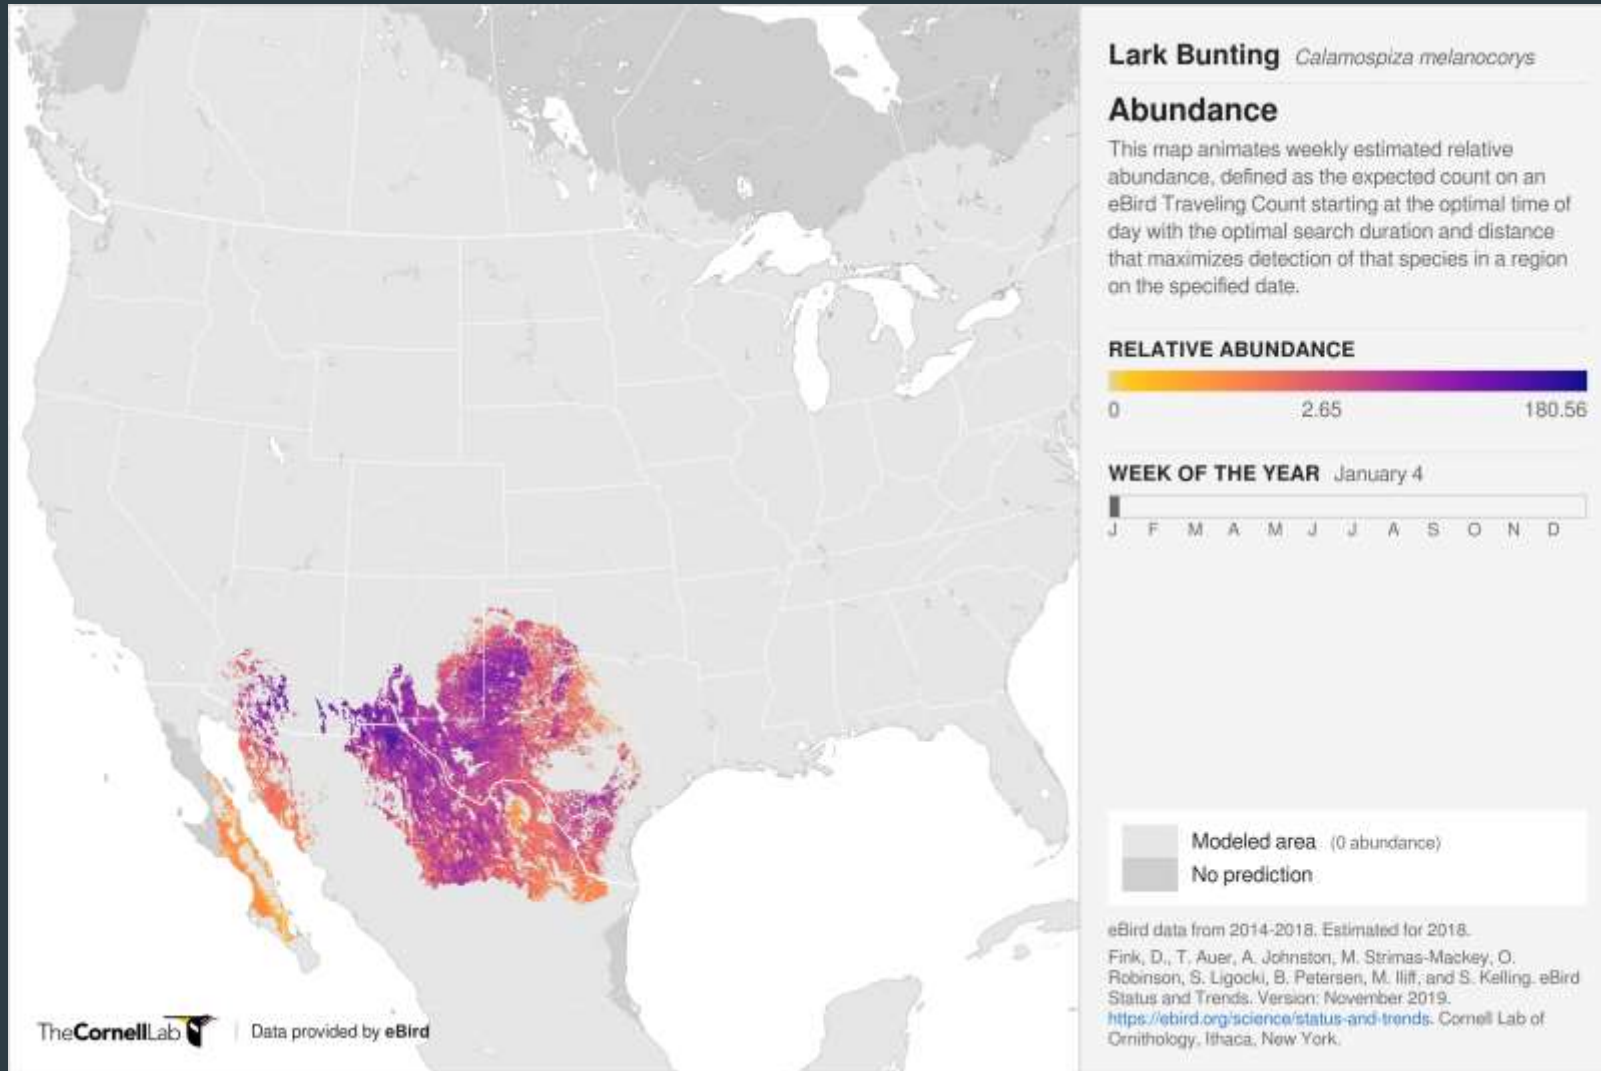 Lark Bunting Calamospiza melanocorys
Abundance
This map animates weekly estimated relative
abundance, defined as the expected count on an
eBird Traveling Count starting at the optimal time of
day with the optimal search duration and distance
that maximizes detection of that species in a region
on the specified date.
RELATIVE ABUNDANCE
0 2.65 180.56
WEEK OF THE YEAR January 4
J F M A M J J A S O N D
Modeled area (0 abundance)
No prediction
eBird data from 2014-2018. Estimated for 2018.
Fink, D., T. Auer, A. Johnston, M. Strimas-Mackey, O.
Robinson, S. Ligocki, B. Petersen, M. Iliff, and S. Kelling. eBird
Status and Trends. Version: November 2019.
https://ebird.org/science/status-and-trends. Cornell Lab of
Ornithology, Ithaca, New York.
TheCornellLab Data provided by eBird